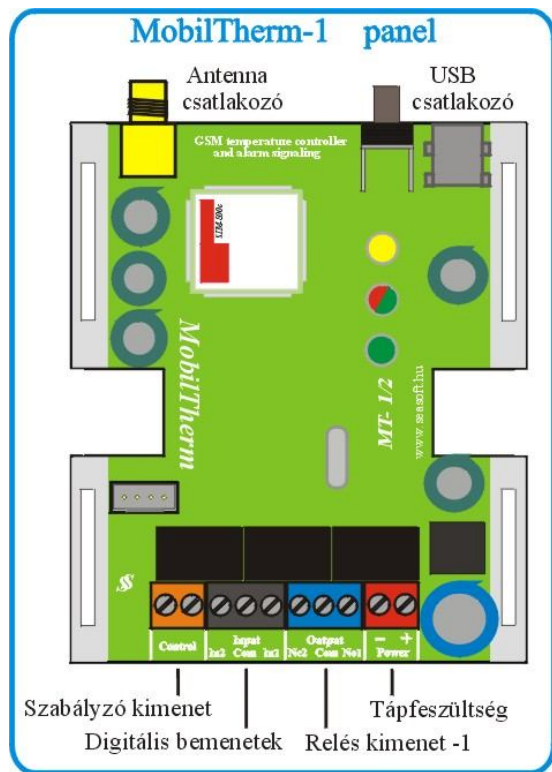 MobilTherm-1 panel
Antenna
csatlakozó
USB
csatlakozó
GSM temperature controller
and alarm signaling
SIM-800c
MobilTherm
MT- 1/2
www.seasoft.hu
Control
Input
In2 Com In1
Output
Nc2 Com No1
- +
Power
Szabályzó kimenet
Tápfeszültség
Digitális bemenetek
Relés kimenet -1